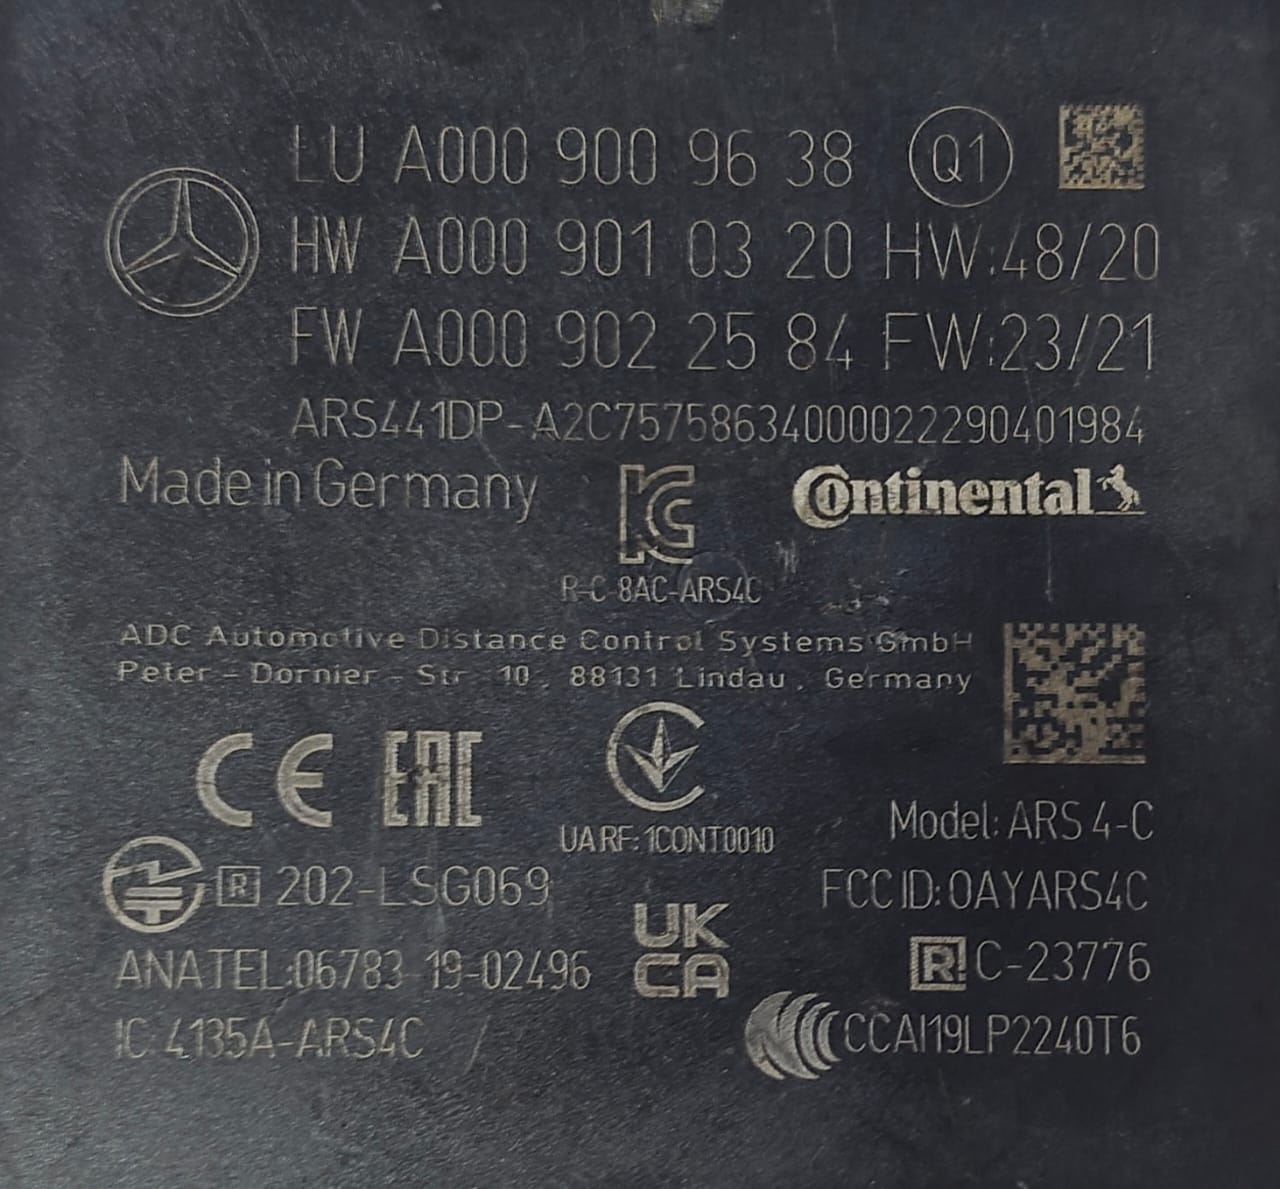 LU A000 900 96 38 Q1
HW A000 901 03 20 HW:48/20
FW A000 902 25 84 FW:23/21
ARS441DP-A2C75758634000022290401984
Made in Germany
Continental
R-C-8AC-ARS4C
ADC Automotive Distance Control Systems GmbH
Peter - Dornier - Str. 10, 88131 Lindau, Germany
CE EAC
UA RF: 1CONT0010
Model: ARS 4-C
R 202-LSG069
FCC ID: OAYARS4C
UK
CA
R! C-23776
ANATEL:06783-19-02496
CCAI19LP2240T6
IC: 4135A-ARS4C